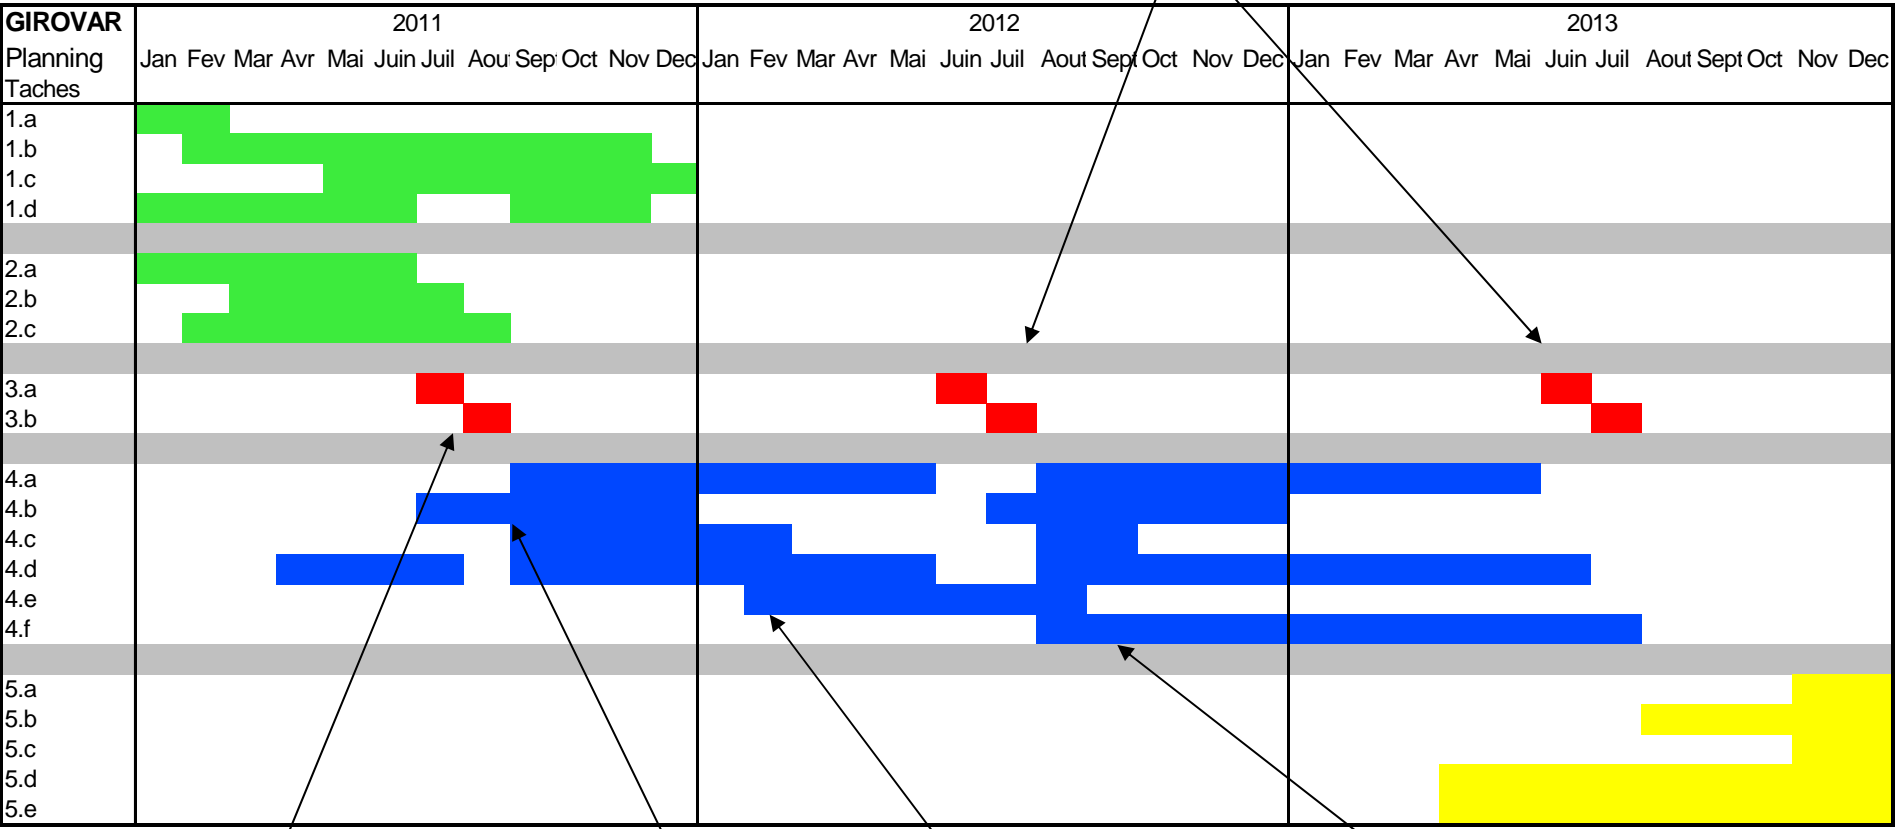 GIROVAR 2011 2012 2013
Planning Jan Fev Mar Avr Mai Juin Juil Aout Sept Oct Nov Dec Jan Fev Mar Avr Mai Juin Juil Aout Sept Oct Nov Dec Jan Fev Mar Avr Mai Juin Juil Aout Sept Oct Nov Dec
Taches
1.a
1.b
1.c
1.d
2.a
2.b
2.c
3.a
3.b
4.a
4.b
4.c
4.d
4.e
4.f
5.a
5.b
5.c
5.d
5.e